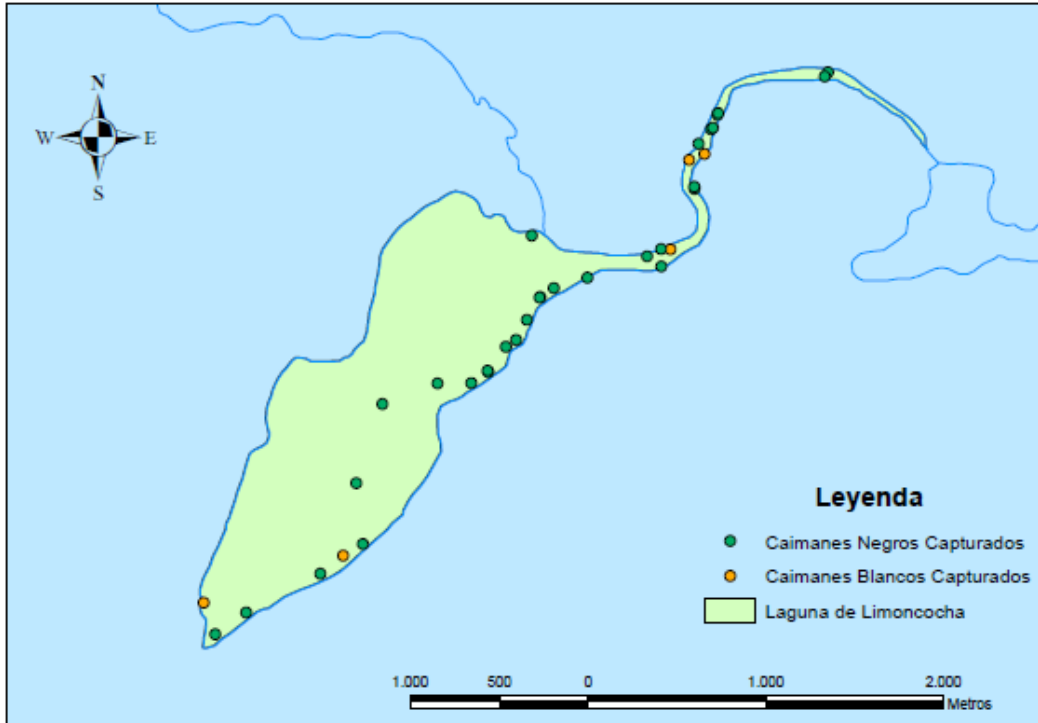 N
W E
S
Leyenda
Caimanes Negros Capturados
Caimanes Blancos Capturados
Laguna de Limoncocha
1.000 500 0 1.000 2.000
Metros